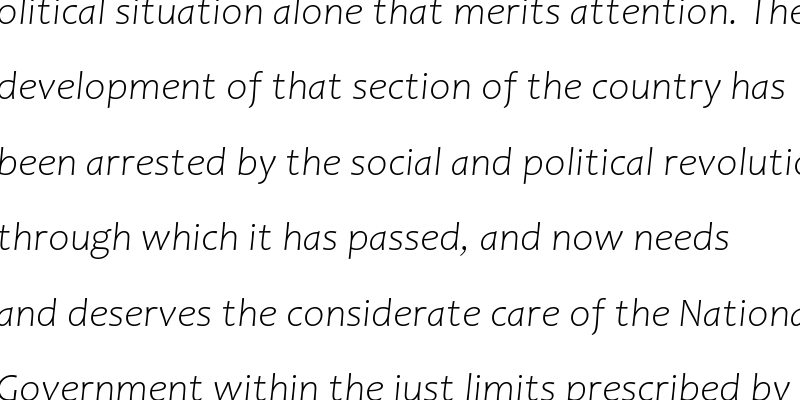 olitical situation alone that merits attention. The
development of that section of the country has
been arrested by the social and political revolutio
through which it has passed, and now needs
and deserves the considerate care of the Nationa
Government within the just limits prescribed by